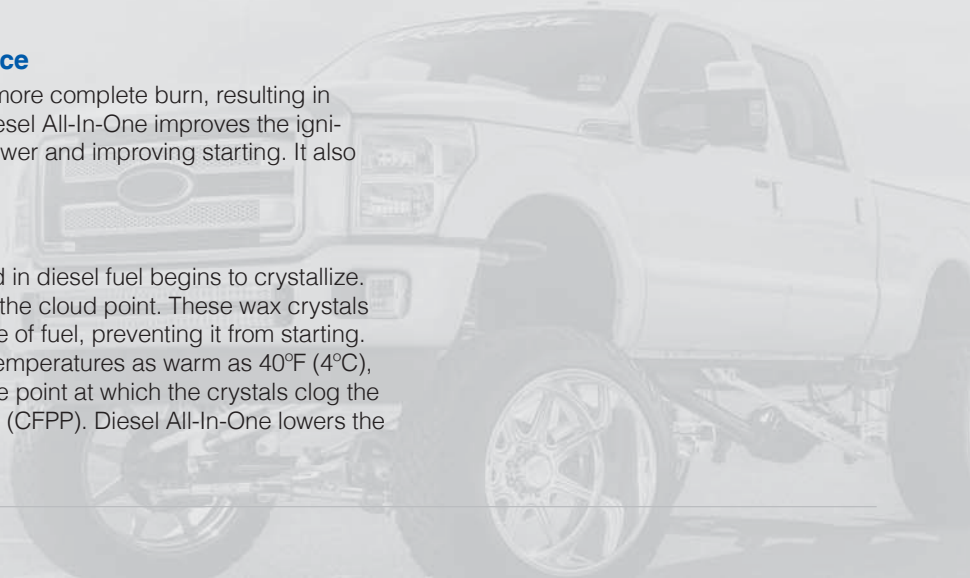 ce
more complete burn, resulting in
esel All-In-One improves the igni-
wer and improving starting. It also
d in diesel fuel begins to crystallize.
the cloud point. These wax crystals
e of fuel, preventing it from starting.
emperatures as warm as 40ºF (4ºC),
e point at which the crystals clog the
(CFPP). Diesel All-In-One lowers the